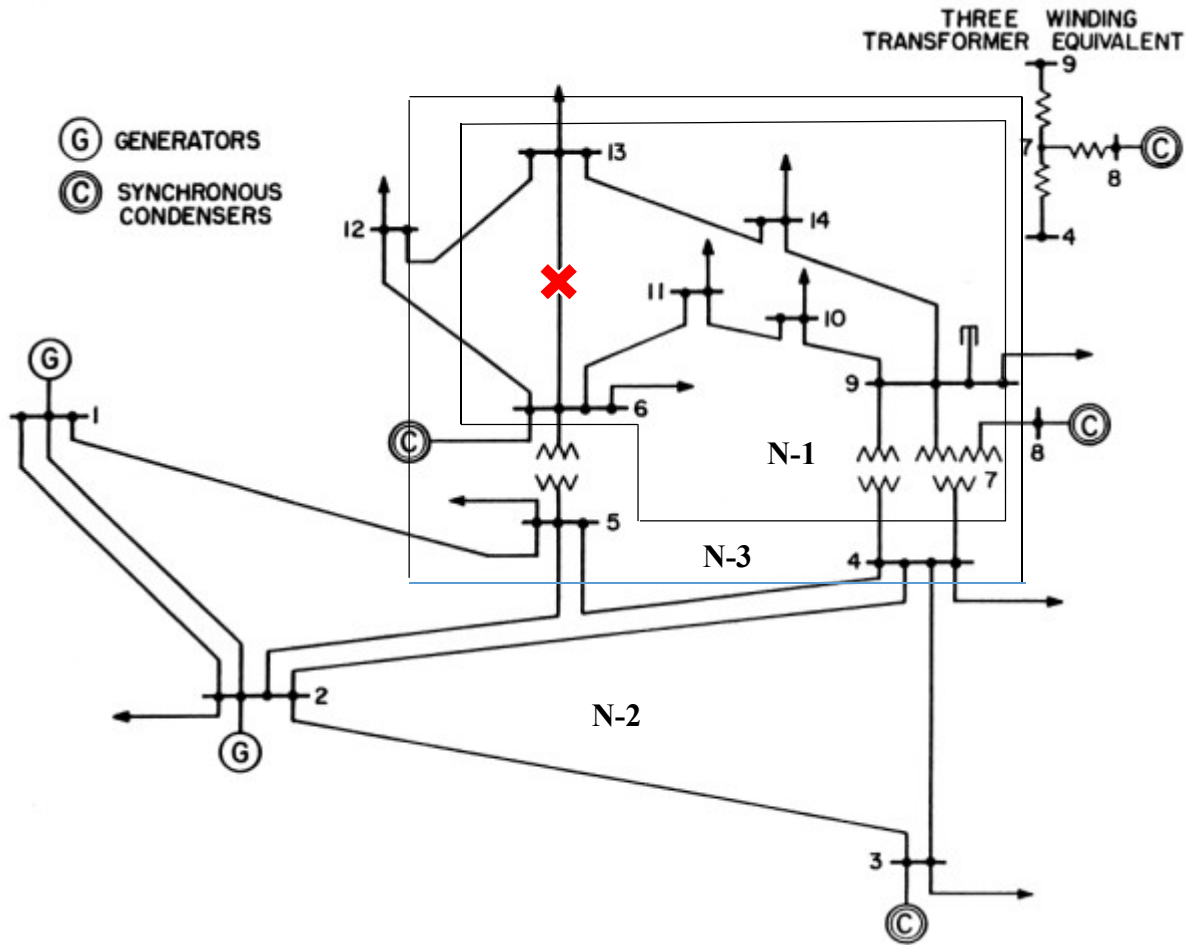 THREE WINDING
TRANSFORMER EQUIVALENT
9
G GENERATORS
7
C
8
13
C SYNCHRONOUS
CONDENSERS
12
14
4
11
10
G
9
1
6
C
C
8
N-1
7
5
N-3
4
2
N-2
G
3
C